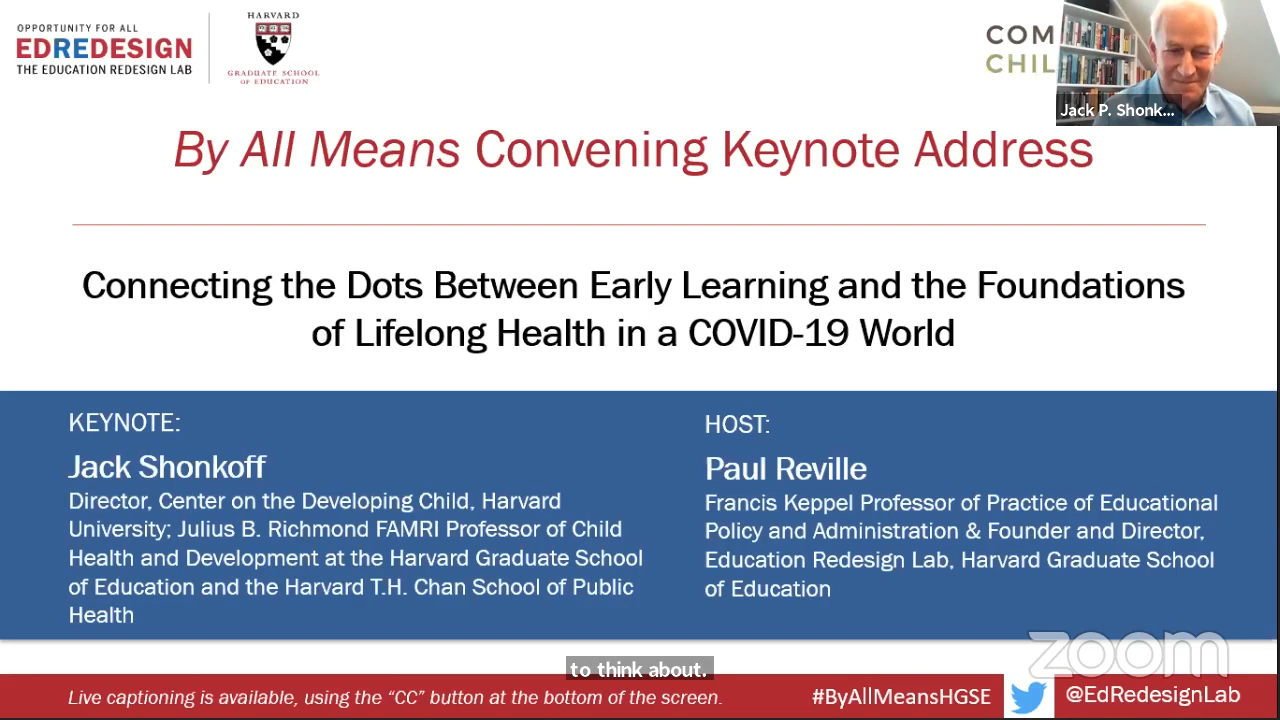 OPPORTUNITY FOR ALL
EDREDESIGN
THE EDUCATION REDESIGN LAB
HARVARD
GRADUATE SCHOOL
OF EDUCATION
COM
CHIL
Jack P. Shonk...
By All Means Convening Keynote Address
Connecting the Dots Between Early Learning and the Foundations
of Lifelong Health in a COVID-19 World
KEYNOTE:
Jack Shonkoff
Director, Center on the Developing Child, Harvard
University; Julius B. Richmond FAMRI Professor of Child
Health and Development at the Harvard Graduate School
of Education and the Harvard T.H. Chan School of Public
Health
HOST:
Paul Reville
Francis Keppel Professor of Practice of Educational
Policy and Administration & Founder and Director,
Education Redesign Lab, Harvard Graduate School
of Education
zoom
to think about.
Live captioning is available, using the “CC” button at the bottom of the screen.
#ByAllMeansHGSE
@EdRedesignLab